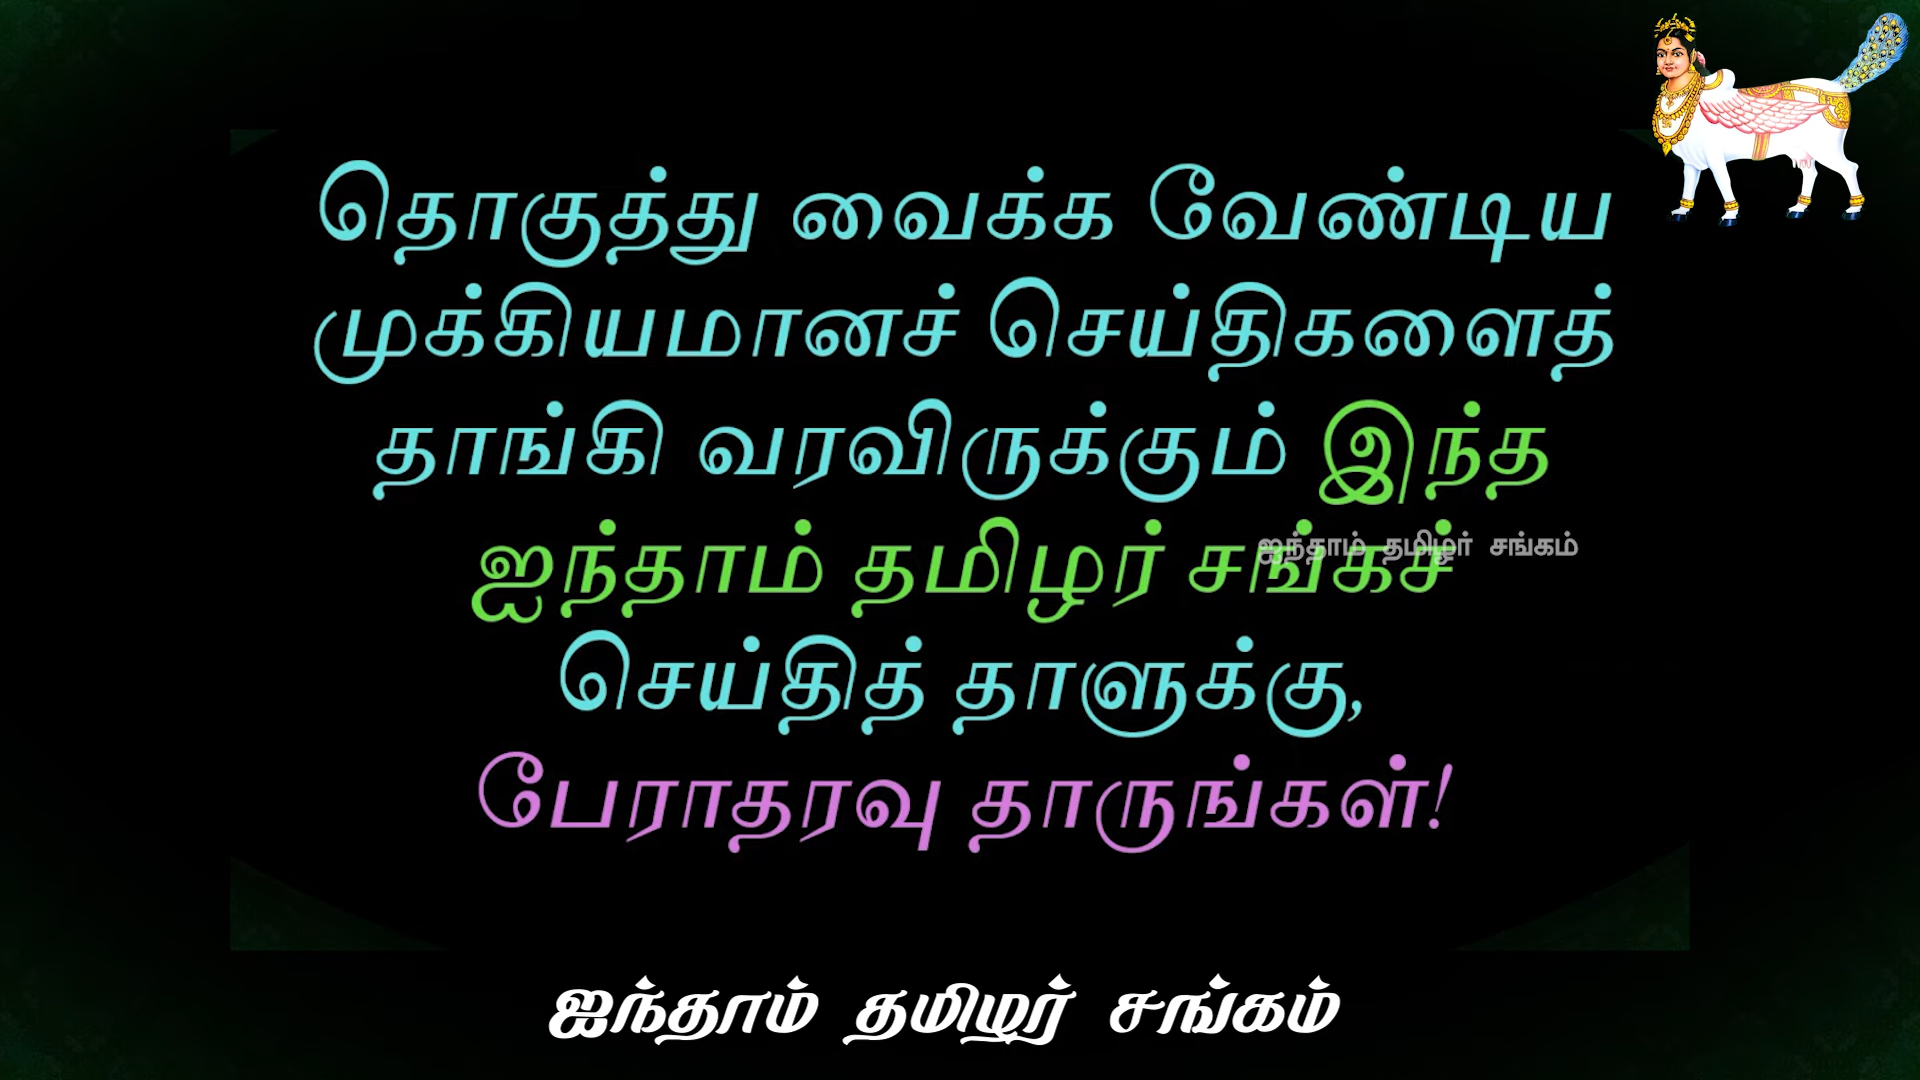 தொகுத்து வைக்க வேண்டிய
முக்கியமானச் செய்திகளைத்
தாங்கி வரவிருக்கும் இந்த
ஐந்தாம் தமிழர் சங்கச்
ஐந்தாம் தமிழர் சங்கம்
செய்தித் தாளுக்கு,
பேராதரவு தாருங்கள்!
ஐந்தாம் தமிழர் சங்கம்